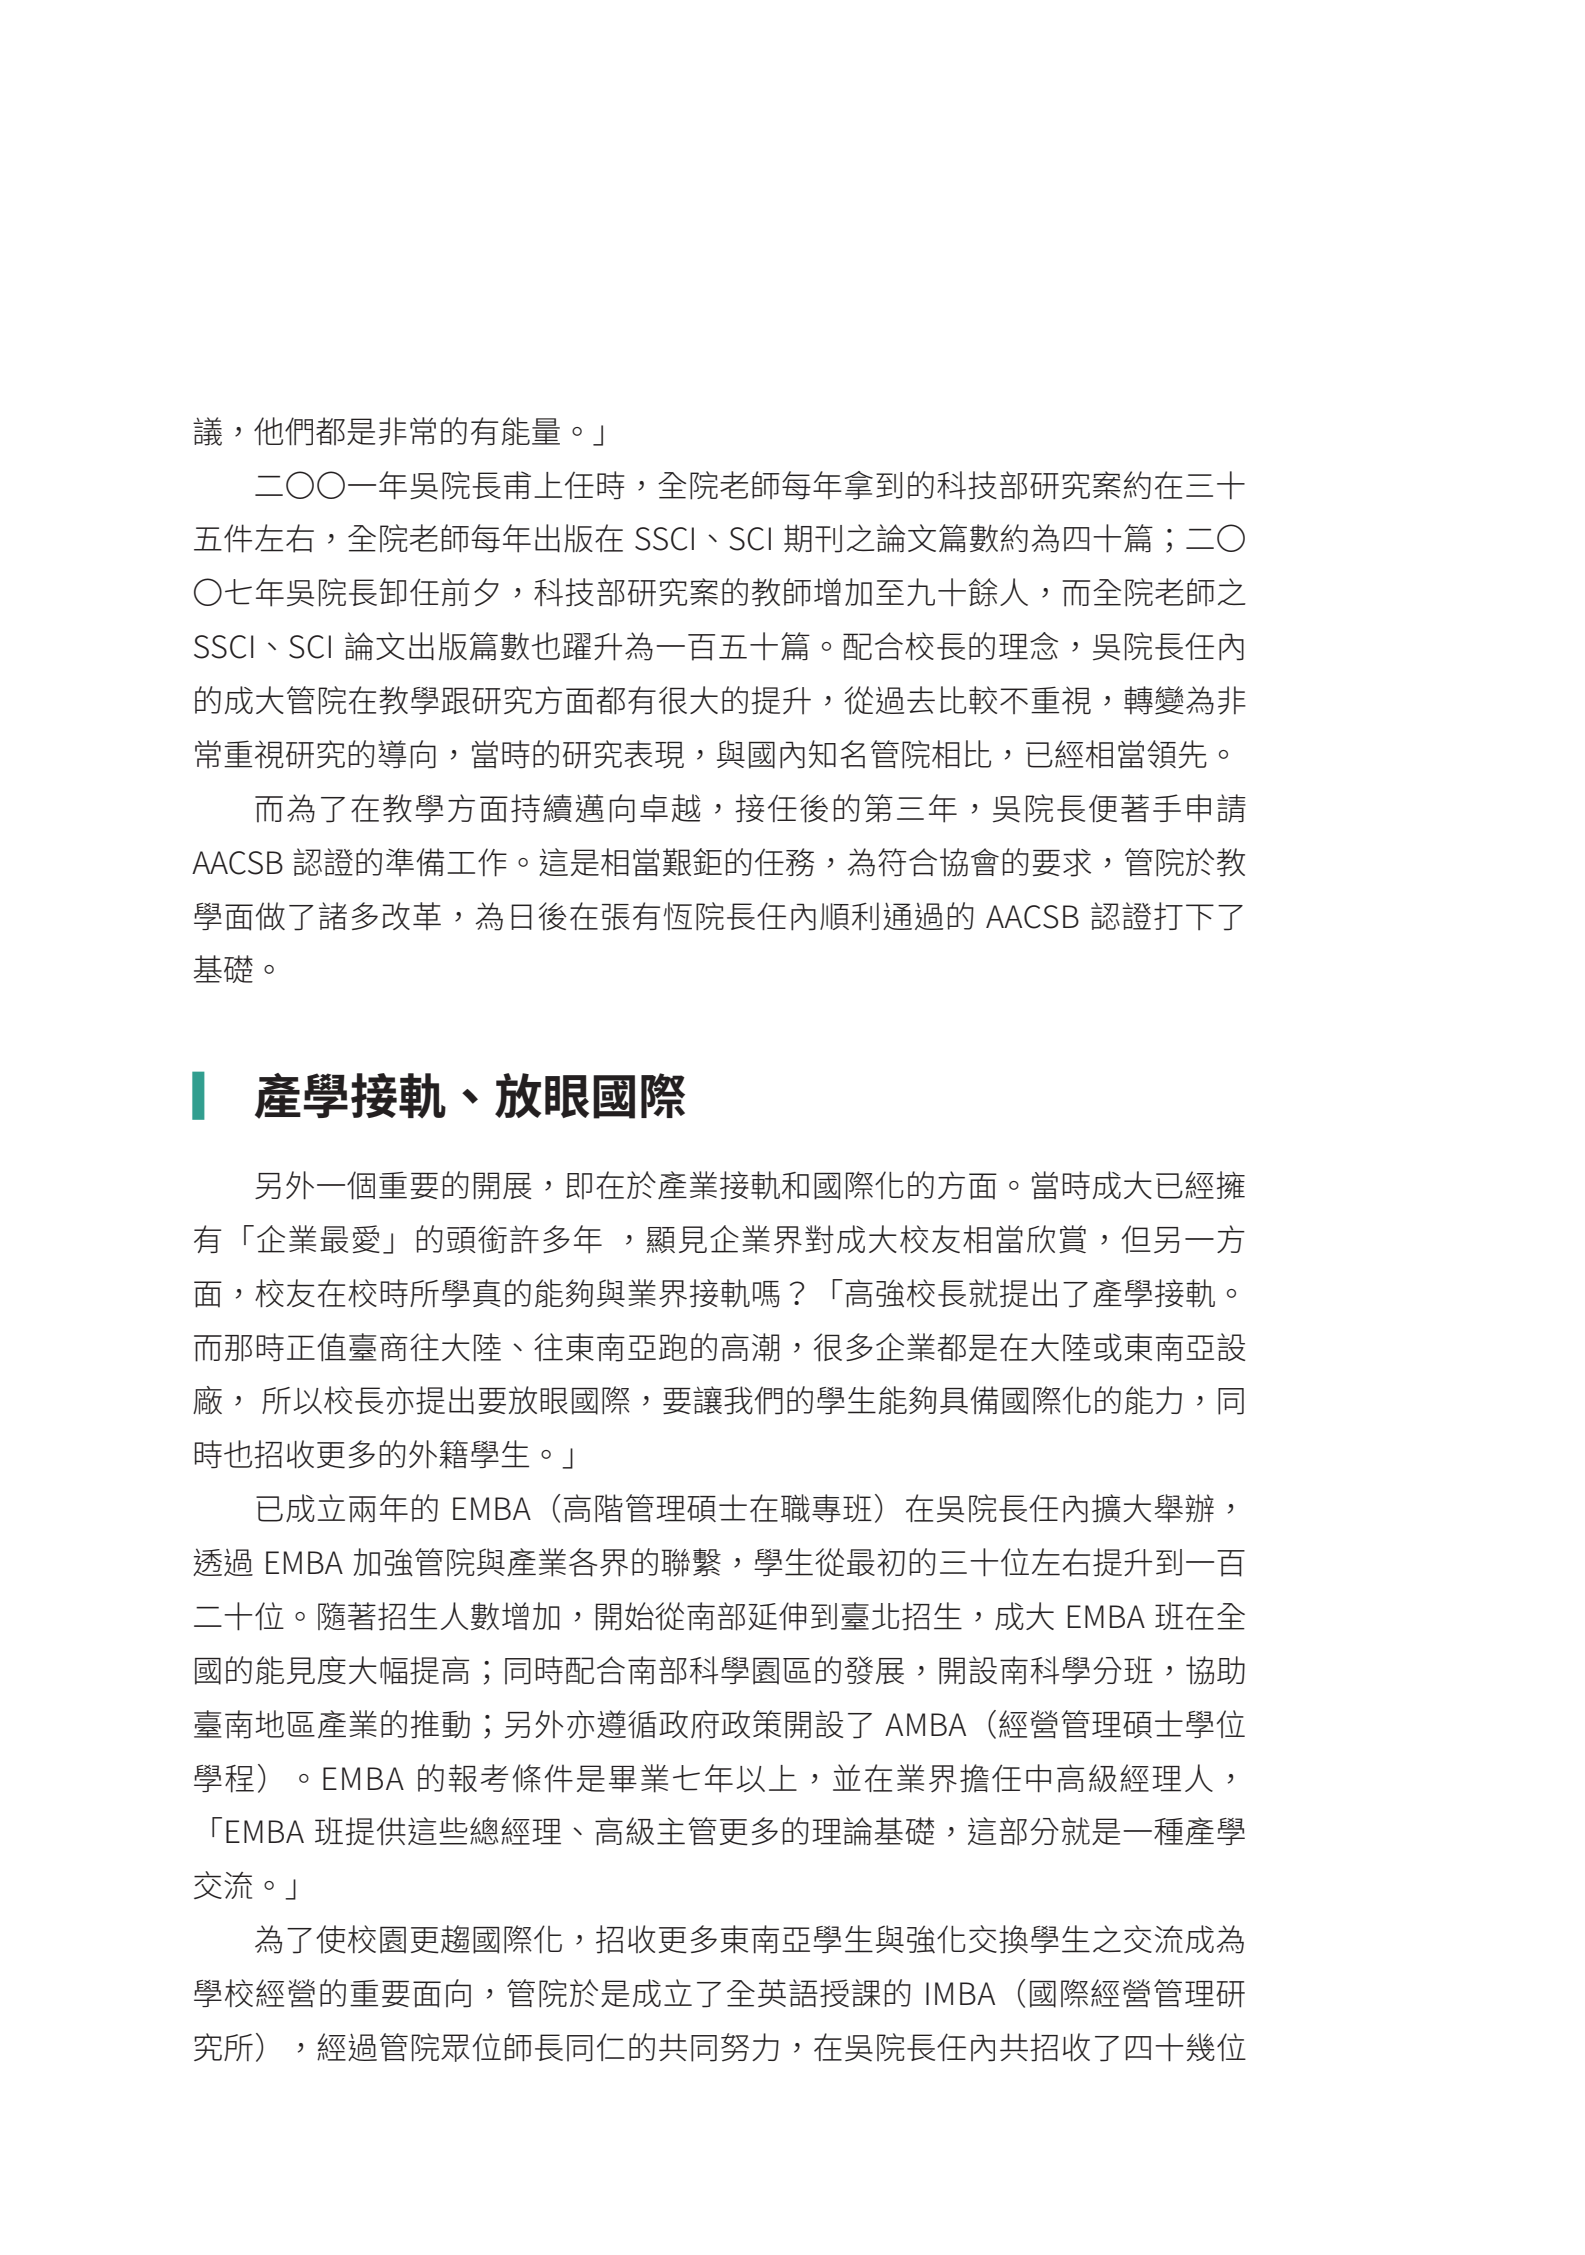 議，他們都是非常的有能量。」
二〇〇一年吳院長甫上任時，全院老師每年拿到的科技部研究案約在三十
五件左右，全院老師每年出版在 SSCI、SCI 期刊之論文篇數約為四十篇；二〇
〇七年吳院長卸任前夕，科技部研究案的教師增加至九十餘人，而全院老師之
SSCI、SCI 論文出版篇數也躍升為一百五十篇。配合校長的理念，吳院長任內
的成大管院在教學跟研究方面都有很大的提升，從過去比較不重視，轉變為非
常重視研究的導向，當時的研究表現，與國內知名管院相比，已經相當領先。
而為了在教學方面持續邁向卓越，接任後的第三年，吳院長便著手申請
AACSB 認證的準備工作。這是相當艱鉅的任務，為符合協會的要求，管院於教
學面做了諸多改革，為日後在張有恆院長任內順利通過的 AACSB 認證打下了
基礎。
產學接軌、放眼國際
另外一個重要的開展，即在於產業接軌和國際化的方面。當時成大已經擁
有「企業最愛」的頭銜許多年 ，顯見企業界對成大校友相當欣賞，但另一方
面，校友在校時所學真的能夠與業界接軌嗎？「高強校長就提出了產學接軌。
而那時正值臺商往大陸、往東南亞跑的高潮，很多企業都是在大陸或東南亞設
廠， 所以校長亦提出要放眼國際，要讓我們的學生能夠具備國際化的能力，同
時也招收更多的外籍學生。」
已成立兩年的 EMBA（高階管理碩士在職專班）在吳院長任內擴大舉辦，
透過 EMBA 加強管院與產業各界的聯繫，學生從最初的三十位左右提升到一百
二十位。隨著招生人數增加，開始從南部延伸到臺北招生，成大 EMBA 班在全
國的能見度大幅提高；同時配合南部科學園區的發展，開設南科學分班，協助
臺南地區產業的推動；另外亦遵循政府政策開設了 AMBA（經營管理碩士學位
學程）。EMBA 的報考條件是畢業七年以上，並在業界擔任中高級經理人，
「EMBA 班提供這些總經理、高級主管更多的理論基礎，這部分就是一種產學
交流。」
為了使校園更趨國際化，招收更多東南亞學生與強化交換學生之交流成為
學校經營的重要面向，管院於是成立了全英語授課的 IMBA（國際經營管理研
究所），經過管院眾位師長同仁的共同努力，在吳院長任內共招收了四十幾位